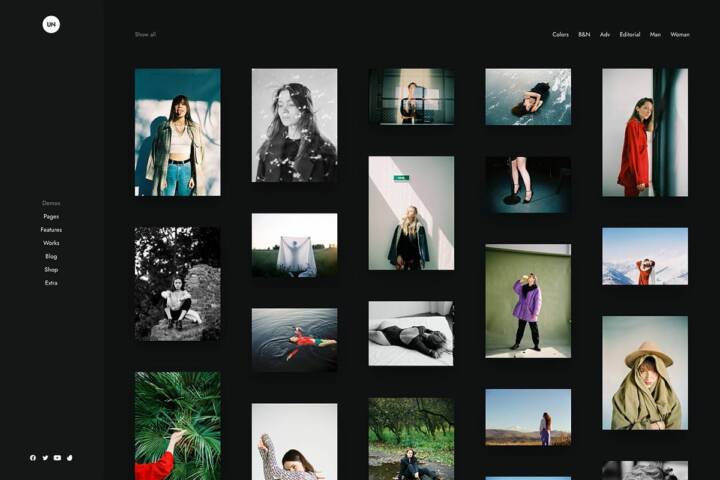 UN
Show all
Colors B&N Adv Editorial Man Woman
Demos
Pages
Features
Works
Blog
Shop
Extra